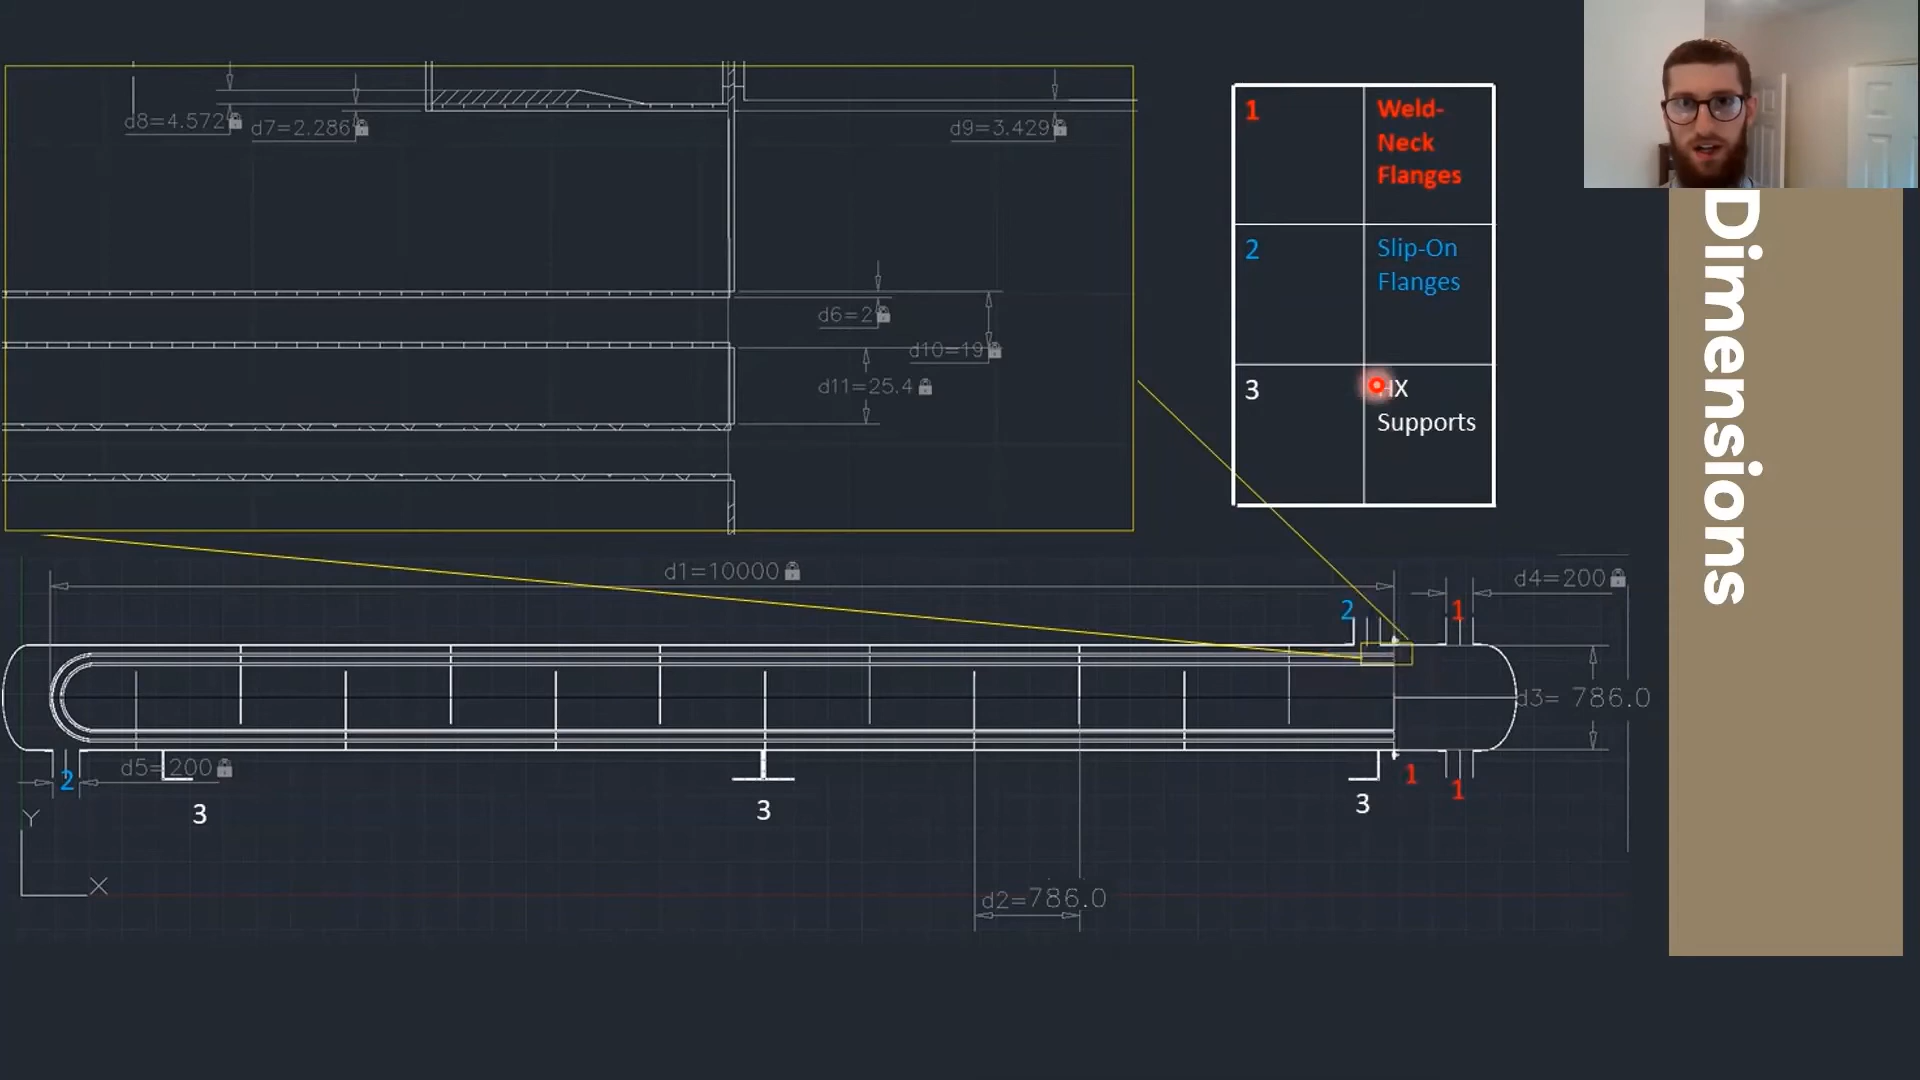 d8=4.572
d7=2.286
d9=3.429
d6=2
d10=19
d11=25.4
1
Weld-
Neck
Flanges
2
Slip-On
Flanges
3
HX
Supports
Dimensions
d1=10000
d4=200
2
1
d3= 786.0
2
d5=200
3
3
3
1
1
Y
X
d2=786.0